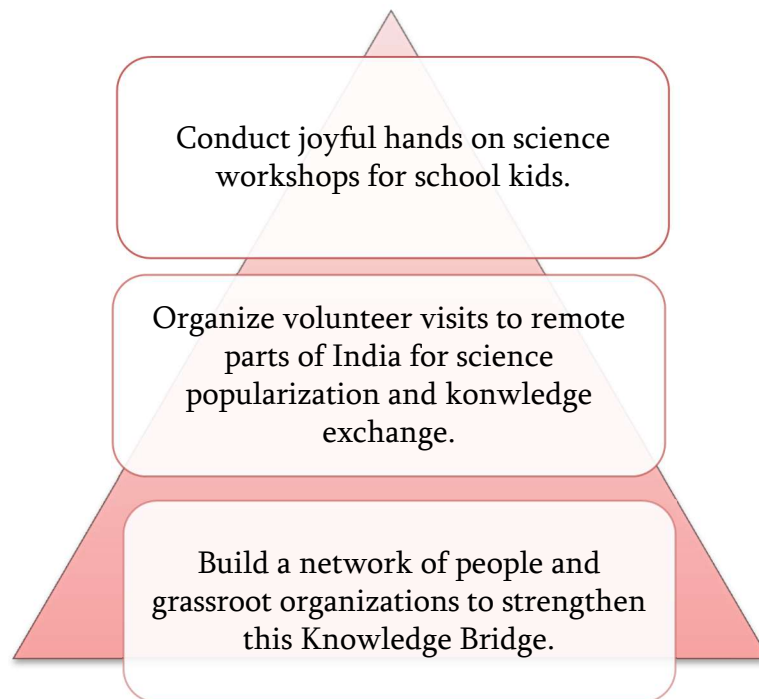 Conduct joyful hands on science
workshops for school kids.
Organize volunteer visits to remote
parts of India for science
popularization and konwledge
exchange.
Build a network of people and
grassroot organizations to strengthen
this Knowledge Bridge.